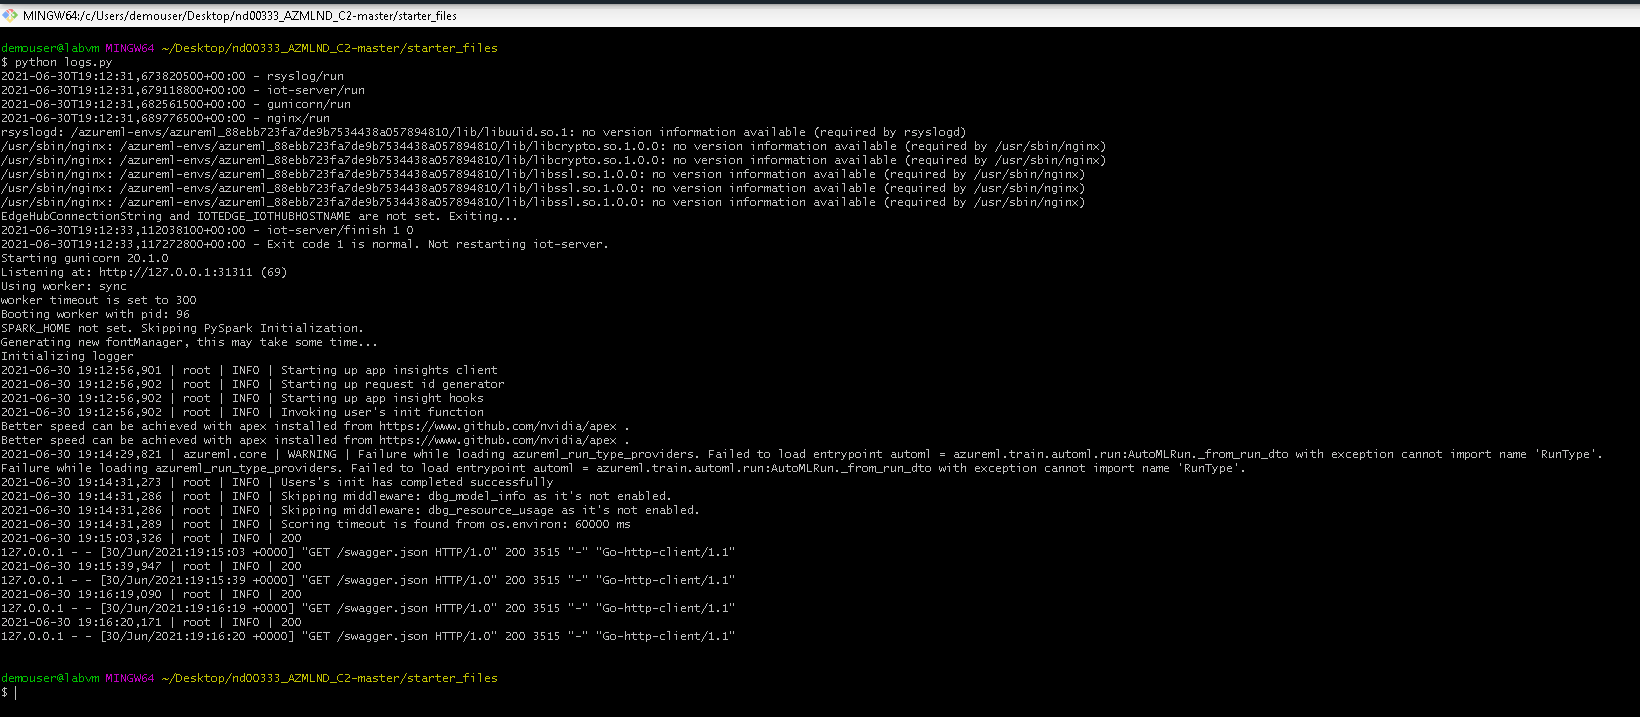 MINGW64:/c/Users/demouser/Desktop/nd00333_AZMLND_C2-master/starter_files
demouser@labvm MINGW64 ~/Desktop/nd00333_AZMLND_C2-master/starter_files
$ python logs.py
2021-06-30T19:12:31,673820500+00:00 - rsyslog/run
2021-06-30T19:12:31,679118800+00:00 - iot-server/run
2021-06-30T19:12:31,682561500+00:00 - gunicorn/run
2021-06-30T19:12:31,689776500+00:00 - nginx/run
rsyslogd: /azureml-envs/azureml_88ebb723fa7de9b7534438a057894810/lib/libuuid.so.1: no version information available (required by rsyslogd)
/usr/sbin/nginx: /azureml-envs/azureml_88ebb723fa7de9b7534438a057894810/lib/libcrypto.so.1.0.0: no version information available (required by /usr/sbin/nginx)
/usr/sbin/nginx: /azureml-envs/azureml_88ebb723fa7de9b7534438a057894810/lib/libcrypto.so.1.0.0: no version information available (required by /usr/sbin/nginx)
/usr/sbin/nginx: /azureml-envs/azureml_88ebb723fa7de9b7534438a057894810/lib/libssl.so.1.0.0: no version information available (required by /usr/sbin/nginx)
/usr/sbin/nginx: /azureml-envs/azureml_88ebb723fa7de9b7534438a057894810/lib/libssl.so.1.0.0: no version information available (required by /usr/sbin/nginx)
/usr/sbin/nginx: /azureml-envs/azureml_88ebb723fa7de9b7534438a057894810/lib/libssl.so.1.0.0: no version information available (required by /usr/sbin/nginx)
EdgeHubConnectionString and IOTEDGE_IOTHUBHOSTNAME are not set. Exiting...
2021-06-30T19:12:33,112038100+00:00 - iot-server/finish 1 0
2021-06-30T19:12:33,117272800+00:00 - Exit code 1 is normal. Not restarting iot-server.
Starting gunicorn 20.1.0
Listening at: http://127.0.0.1:31311 (69)
Using worker: sync
worker timeout is set to 300
Booting worker with pid: 96
SPARK_HOME not set. Skipping PySpark Initialization.
Generating new fontManager, this may take some time...
Initializing logger
2021-06-30 19:12:56,901 | root | INFO | Starting up app insights client
2021-06-30 19:12:56,902 | root | INFO | Starting up request id generator
2021-06-30 19:12:56,902 | root | INFO | Starting up app insight hooks
2021-06-30 19:12:56,902 | root | INFO | Invoking user's init function
Better speed can be achieved with apex installed from https://www.github.com/nvidia/apex .
Better speed can be achieved with apex installed from https://www.github.com/nvidia/apex .
2021-06-30 19:14:29,821 | azureml.core | WARNING | Failure while loading azureml_run_type_providers. Failed to load entrypoint automl = azureml.train.automl.run:AutoMLRun._from_run_dto with exception cannot import name 'RunType'.
Failure while loading azureml_run_type_providers. Failed to load entrypoint automl = azureml.train.automl.run:AutoMLRun._from_run_dto with exception cannot import name 'RunType'.
2021-06-30 19:14:31,273 | root | INFO | Users's init has completed successfully
2021-06-30 19:14:31,286 | root | INFO | Skipping middleware: dbg_model_info as it's not enabled.
2021-06-30 19:14:31,286 | root | INFO | Skipping middleware: dbg_resource_usage as it's not enabled.
2021-06-30 19:14:31,289 | root | INFO | Scoring timeout is found from os.environ: 60000 ms
2021-06-30 19:15:03,326 | root | INFO | 200
127.0.0.1 - - [30/Jun/2021:19:15:03 +0000] "GET /swagger.json HTTP/1.0" 200 3515 "-" "Go-http-client/1.1"
2021-06-30 19:15:39,947 | root | INFO | 200
127.0.0.1 - - [30/Jun/2021:19:15:39 +0000] "GET /swagger.json HTTP/1.0" 200 3515 "-" "Go-http-client/1.1"
2021-06-30 19:16:19,090 | root | INFO | 200
127.0.0.1 - - [30/Jun/2021:19:16:19 +0000] "GET /swagger.json HTTP/1.0" 200 3515 "-" "Go-http-client/1.1"
2021-06-30 19:16:20,171 | root | INFO | 200
127.0.0.1 - - [30/Jun/2021:19:16:20 +0000] "GET /swagger.json HTTP/1.0" 200 3515 "-" "Go-http-client/1.1"
demouser@labvm MINGW64 ~/Desktop/nd00333_AZMLND_C2-master/starter_files
$